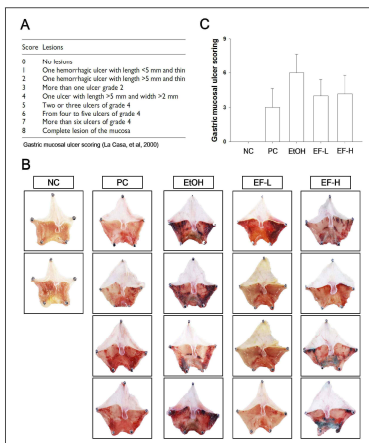 A
Score Lesions
0 No lesions
1 One hemorrhagic ulcer with length <5 mm and thin
2 One hemorrhagic ulcer with length >5 mm and thin
3 More than one ulcer grade 2
4 One ulcer with length >5 mm and width >2 mm
5 Two or three ulcers of grade 4
6 From four to five ulcers of grade 4
7 More than six ulcers of grade 4
8 Complete lesion of the mucosa
Gastric mucosal ulcer scoring (La Casa, et al, 2000)
C
Gastric mucosal ulcer scoring
9
6
3
0
NC PC EtOH EF-L EF-H
B
NC PC EtOH EF-L EF-H